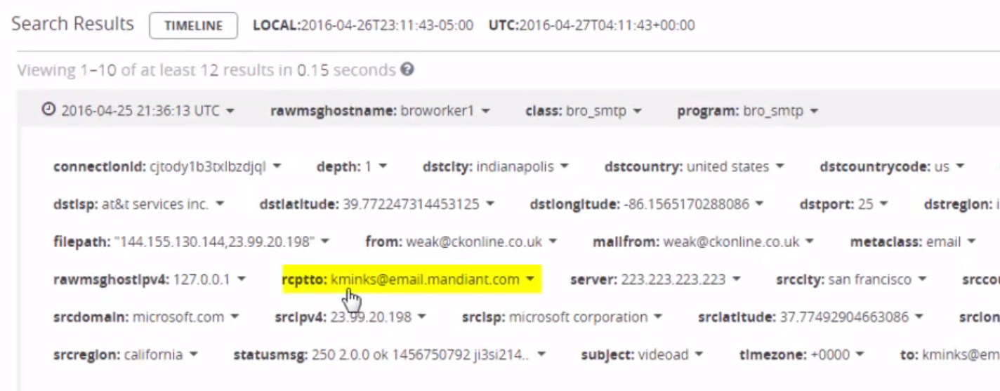 Search Results TIMELINE LOCAL:2016-04-26T23:11:43-05:00 UTC:2016-04-27T04:11:43+00:00
Viewing 1–10 of at least 12 results in 0.15 seconds
2016-04-25 21:36:13 UTC rawmsghostname: broworker1 class: bro_smtp program: bro_smtp
connectionid: cjtody1b3txlbzdjql depth: 1 dstcity: indianapolis dstcountry: united states dstcountrycode: us
dstisp: at&t services inc. dstlatitude: 39.772247314453125 dstlongitude: -86.1565170288086 dstport: 25 dstregion: i
filepath: "144.155.130.144,23.99.20.198" from: weak@ckonline.co.uk mailfrom: weak@ckonline.co.uk metaclass: email
rawmsghostipv4: 127.0.0.1 rcptto: kminks@email.mandiant.com server: 223.223.223.223 srccity: san francisco srccou
srcdomain: microsoft.com srcipv4: 23.99.20.198 srcisp: microsoft corporation srclatitude: 37.77492904663086 srclon
srcregion: california statusmsg: 250 2.0.0 ok 1456750792 ji3si214.. subject: videoad timezone: +0000 to: kminks@em